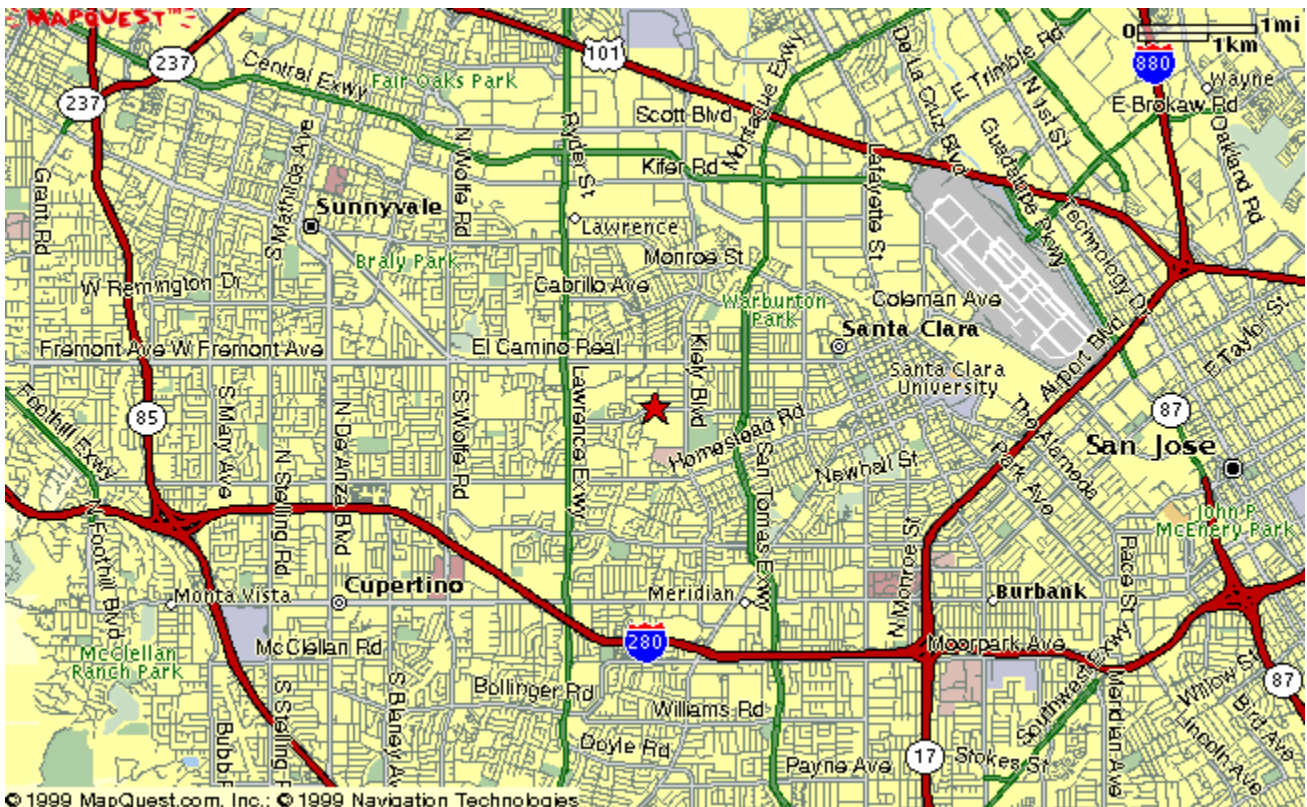 MAPQUEST™
0 1mi
1km
101
880
237
237
Wayne
De La Cruz Blvd
E Trimble Rd
N 1st St
E Brokaw Rd
Oakland Rd
Central Exwy
Fair Oaks Park
Scott Blvd
Montague Exwy
Guadalupe Pkwy
Grant Rd
S Mathilda Ave
N Wolfe Rd
Ryder St
Kifer Rd
Lafayette St
Technology Dr
Sunnyvale
Lawrence
Braly Park
Monroe St
W Remington Dr
Cabrillo Ave
Warburton
Park
Coleman Ave
Santa Clara
Airport Blvd
E Taylor St
Fremont Ave W Fremont Ave
El Camino Real
Kiely Blvd
Santa Clara
University
Foothill Exwy
85
S Mary Ave
N De Anza Blvd
S Wolfe Rd
Lawrence Exwy
Homestead Rd
The Alameda
87
San Jose
N Stelling Rd
San Tomas Exwy
Newhall St
Park Ave
John P
McEnery Park
N Foothill Blvd
N Monroe St
Race St
Monta Vista
Cupertino
Meridian
Burbank
McClellan
Ranch Park
McClellan Rd
280
Moorpark Ave
Bollinger Rd
Williams Rd
Southwest Exwy
Meridian Ave
Willow St
87
Bird Ave
Lincoln Ave
S Stelling R
S Blaney Av
Bubb R
Doyle Rd
Payne Ave
17
Stokes St
© 1999 MapQuest.com, Inc.; © 1999 Navigation Technologies